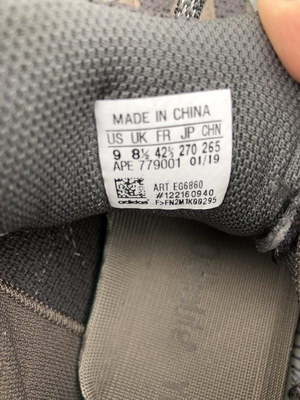 MADE IN CHINA
US UK FR JP CHN
9 8½ 42⅔ 270 265
APE 779001 01/19
ART EG6860
#122160940
adidas F>FN2M1K00295